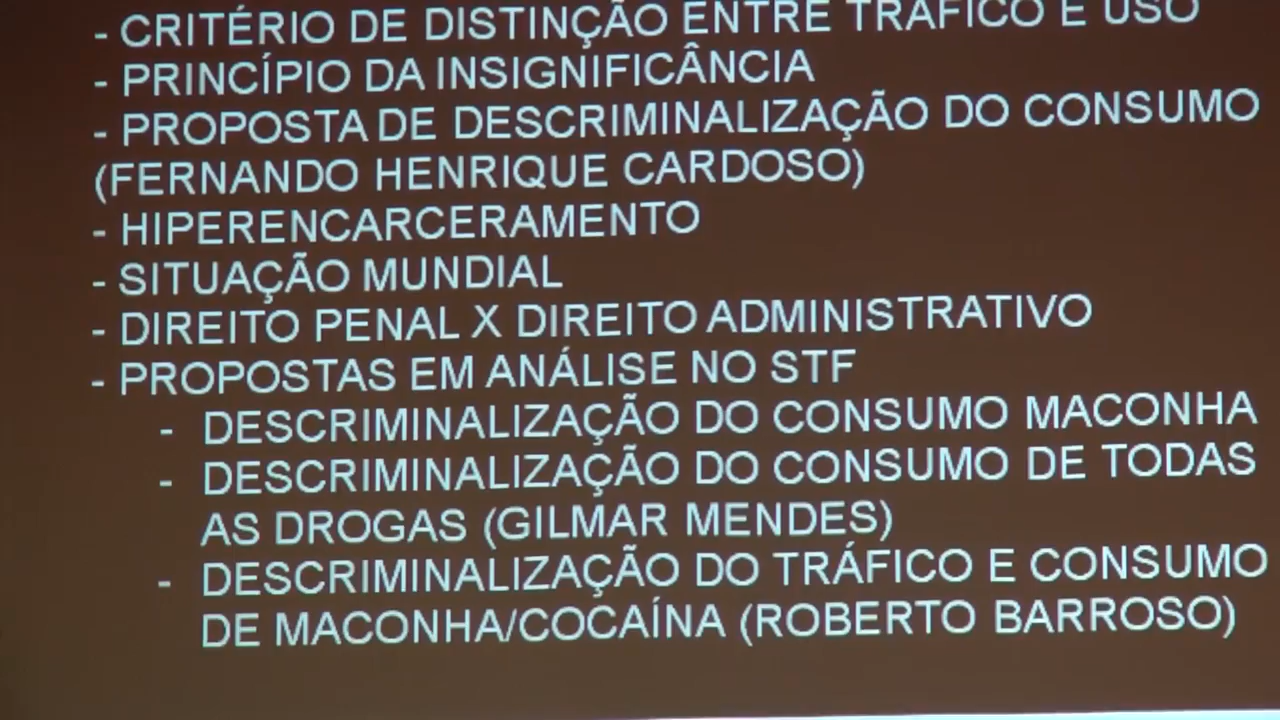 - CRITÉRIO DE DISTINÇÃO ENTRE TRÁFICO E USO
- PRINCÍPIO DA INSIGNIFICÂNCIA
- PROPOSTA DE DESCRIMINALIZAÇÃO DO CONSUMO
(FERNANDO HENRIQUE CARDOSO)
- HIPERENCARCERAMENTO
- SITUAÇÃO MUNDIAL
- DIREITO PENAL X DIREITO ADMINISTRATIVO
- PROPOSTAS EM ANÁLISE NO STF
- DESCRIMINALIZAÇÃO DO CONSUMO MACONHA
- DESCRIMINALIZAÇÃO DO CONSUMO DE TODAS
AS DROGAS (GILMAR MENDES)
- DESCRIMINALIZAÇÃO DO TRÁFICO E CONSUMO
DE MACONHA/COCAÍNA (ROBERTO BARROSO)